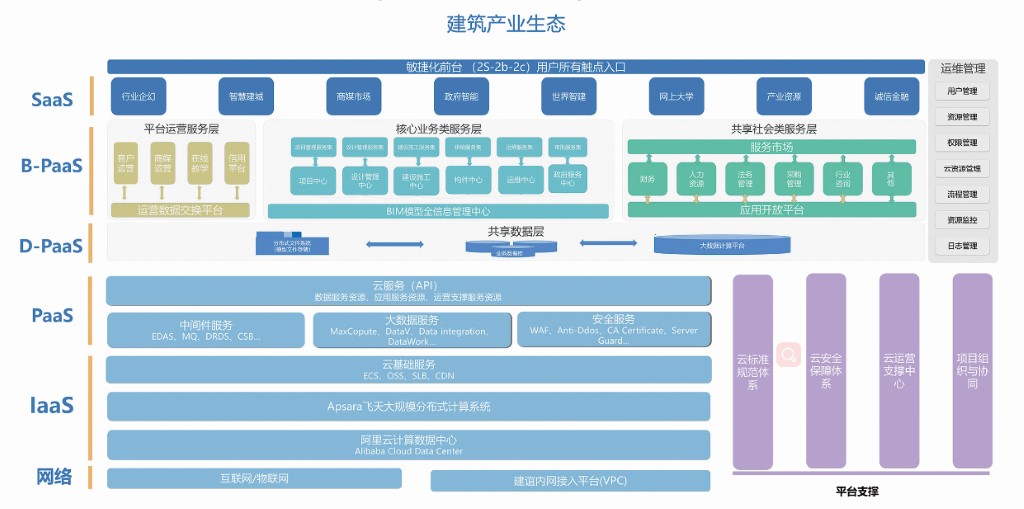 建筑产业生态
敏捷化前台 （2S-2b-2c）用户所有触点入口
运维管理
用户管理
资源管理
权限管理
云资源管理
流程管理
资源监控
日志管理
SaaS
行业企幻
智慧建城
商媒市场
政府智能
世界智建
网上大学
产业资源
诚信金融
B-PaaS
平台运营服务层
客户
运营
商媒
运营
在线
教学
信用
平台
运营数据交换平台
核心业务类服务层
项目管理服务集
设计管理服务集
建设施工服务集
运维服务集
项目中心
设计管理
中心
建设施工
中心
构件中心
运维中心
政府服务
中心
BIM模型全信息管理中心
共享社会类服务层
服务市场
财务
人力
资源
法务
管理
采购
管理
行业
咨询
其
他
应用开放平台
D-PaaS
共享数据层
分布式文件系统
业务数据库
大数据计算平台
PaaS
云服务（API）
数据服务资源、应用服务资源、运营支撑服务资源
中间件服务
EDAS、MQ、DRDS、CSB...
大数据服务
MaxCopute、DataV、Data integration、
DataWork...
安全服务
WAF、Anti-Ddos、CA Certificate、Server
Guard...
IaaS
云基础服务
ECS、OSS、SLB、CDN
Apsara飞天大规模分布式计算系统
阿里云计算数据中心
Alibaba Cloud Data Center
网络
互联网/物联网
建谊内网接入平台(VPC)
云标准
规范体
系
云安全
保障体
系
云运营
支撑中
心
项目组
织与协
同
平台支撑